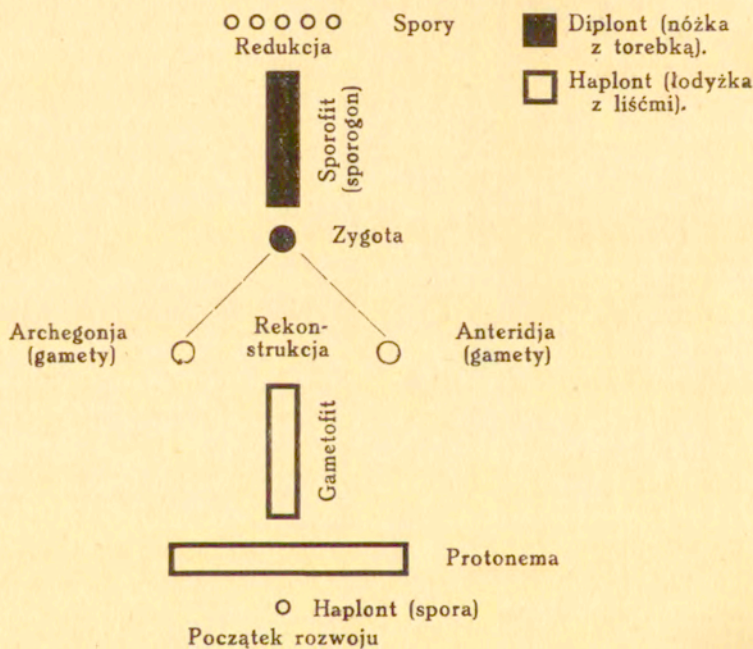 Spory
Redukcja
Diplont (nóżka
z torebką).
Haplont (łodyżka
z liśćmi).
Sporofit
(sporogon)
Zygota
Archegonja
(gamety)
Rekon-
strukcja
Anteridja
(gamety)
Gametofit
Protonema
Haplont (spora)
Początek rozwoju